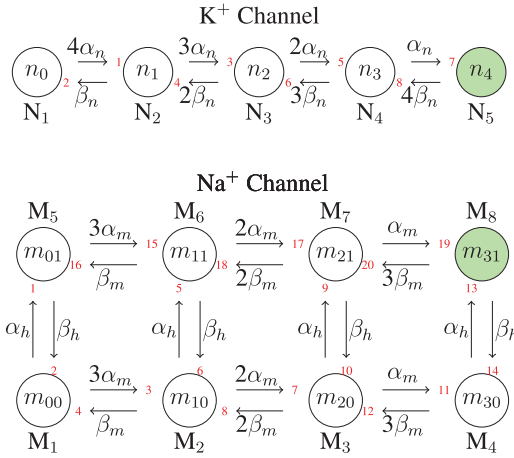 K⁺ Channel
4αₙ 3αₙ 2αₙ αₙ
n₀ 1 n₁ 3 n₂ 5 n₃ 7 n₄
2 4 6 8
βₙ 2βₙ 3βₙ 4βₙ
N₁ N₂ N₃ N₄ N₅
Na⁺ Channel
M₅ M₆ M₇ M₈
3αₘ 2αₘ αₘ
15 17 19
m₀₁ m₁₁ m₂₁ m₃₁
16 18 20
βₘ 2βₘ 3βₘ
1 5 9 13
αₕ βₕ αₕ βₕ αₕ βₕ αₕ βₕ
2 6 10 14
3αₘ 2αₘ αₘ
3 7 11
m₀₀ m₁₀ m₂₀ m₃₀
4 8 12
βₘ 2βₘ 3βₘ
M₁ M₂ M₃ M₄